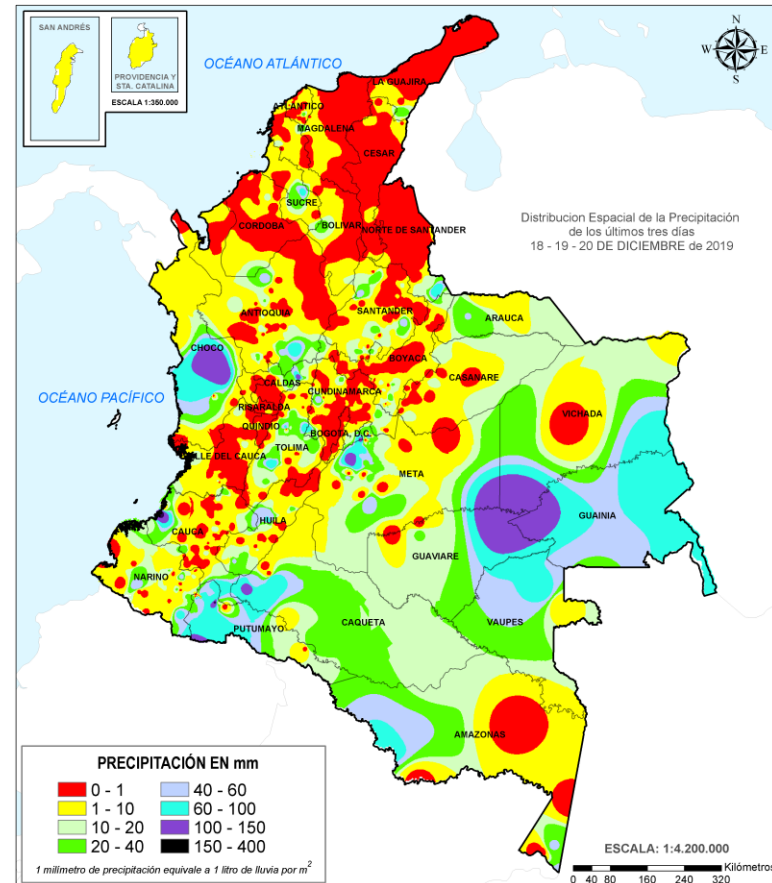 SAN ANDRÉS
PROVIDENCIA Y
STA. CATALINA
ESCALA 1:350.000
OCÉANO ATLÁNTICO
N
W E
S
LA GUAJIRA
ATLÁNTICO
MAGDALENA
CESAR
SUCRE
CORDOBA
BOLIVAR
NORTE DE SANTANDER
Distribucion Espacial de la Precipitación
de los últimos tres días
18 - 19 - 20 DE DICIEMBRE de 2019
ANTIOQUIA
SANTANDER
ARAUCA
CHOCO
BOYACA
OCÉANO PACÍFICO
CALDAS
CUNDINAMARCA
CASANARE
RISARALDA
VICHADA
QUINDIO
BOGOTA, D.C.
TOLIMA
VALLE DEL CAUCA
META
GUAINIA
CAUCA
HUILA
GUAVIARE
NARINO
PUTUMAYO
CAQUETA
VAUPES
AMAZONAS
PRECIPITACIÓN EN mm
0 - 1 40 - 60
1 - 10 60 - 100
10 - 20 100 - 150
20 - 40 150 - 400
1 milímetro de precipitación equivale a 1 litro de lluvia por m²
ESCALA: 1:4.200.000
Kilómetros
0 40 80 160 240 320